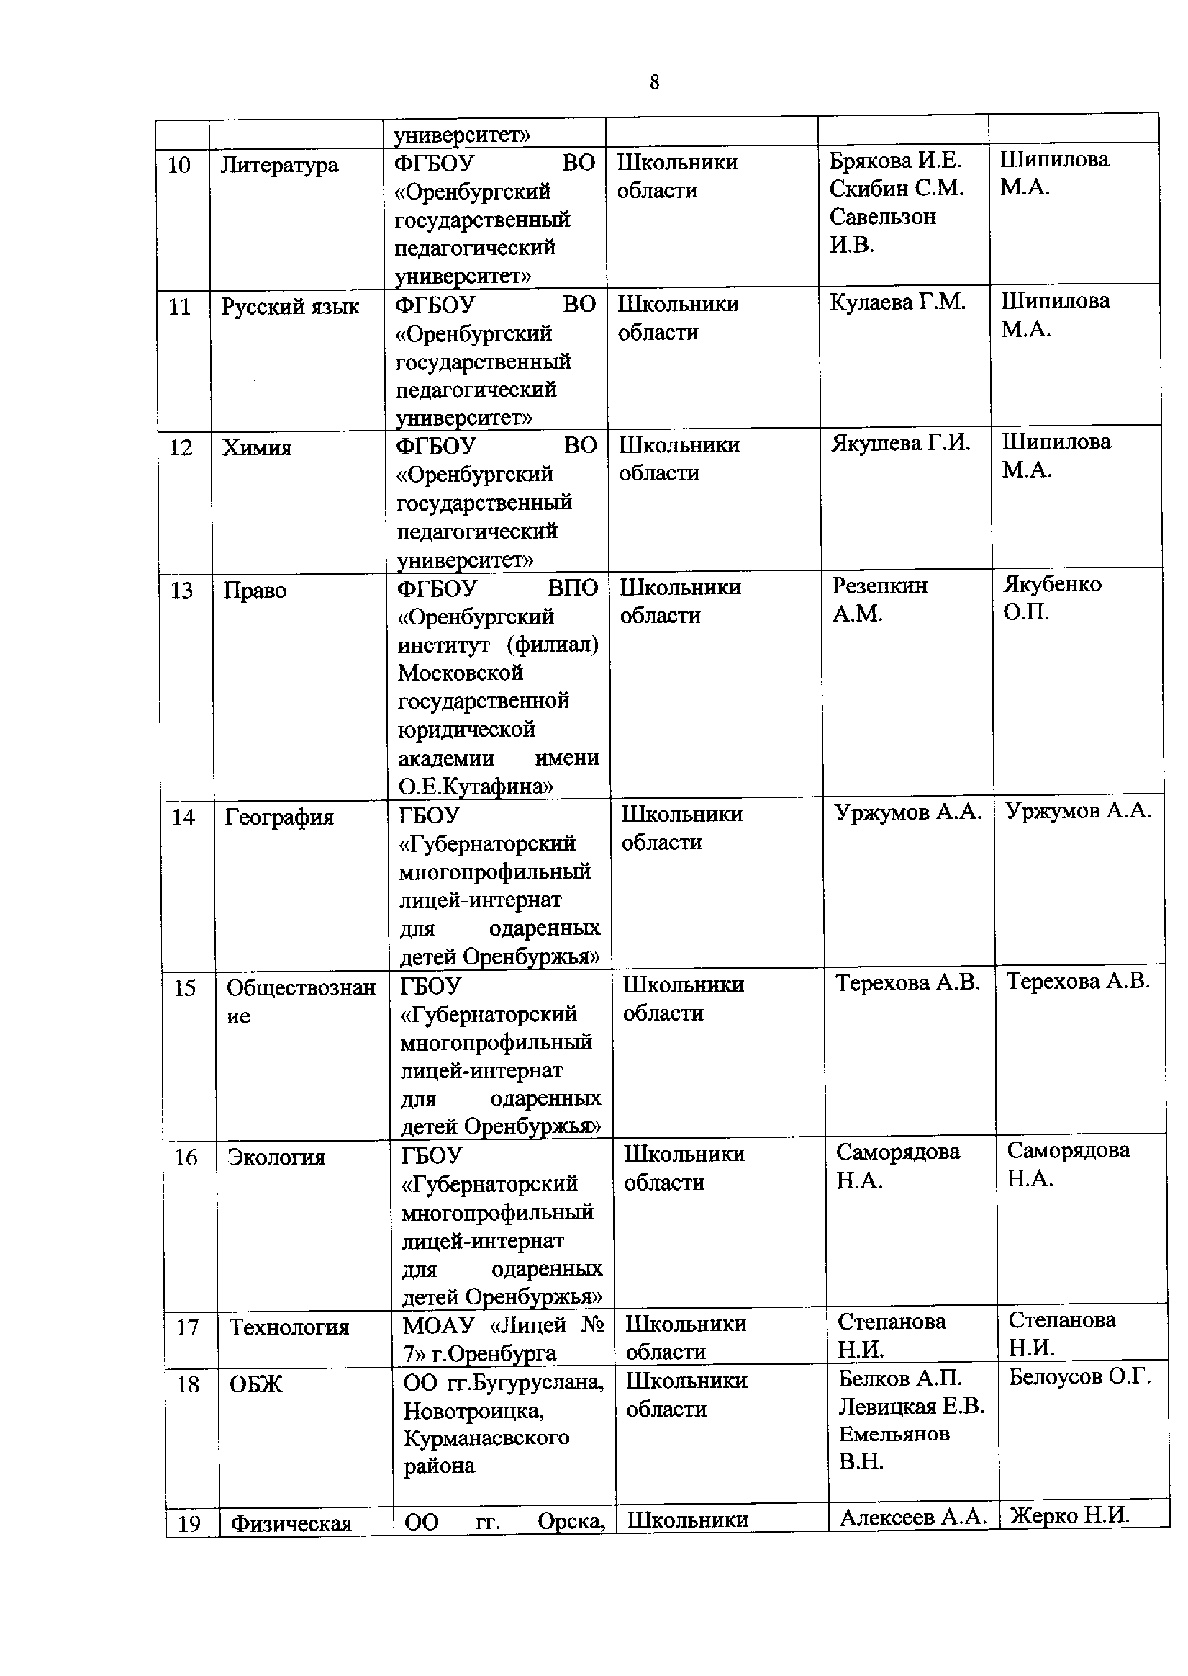 8
университет»
10 Литература ФГБОУ ВО Школьники Брякова И.Е. Шипилова
«Оренбургский области Скибин С.М. М.А.
государственный Савельзон
педагогический И.В.
университет»
11 Русский язык ФГБОУ ВО Школьники Кулаева Г.М. Шипилова
«Оренбургский области М.А.
государственный
педагогический
университет»
12 Химия ФГБОУ ВО Школьники Якушева Г.И. Шипилова
«Оренбургский области М.А.
государственный
педагогический
университет»
13 Право ФГБОУ ВПО Школьники Резепкин Якубенко
«Оренбургский области А.М. О.П.
институт (филиал)
Московской
государственной
юридической
академии имени
О.Е.Кутафина»
14 География ГБОУ Школьники Уржумов А.А. Уржумов А.А.
«Губернаторский области
многопрофильный
лицей-интернат
для одаренных
детей Оренбуржья»
15 Обществознан ГБОУ Школьники Терехова А.В. Терехова А.В.
ие «Губернаторский области
многопрофильный
лицей-интернат
для одаренных
детей Оренбуржья»
16 Экология ГБОУ Школьники Саморядова Саморядова
«Губернаторский области Н.А. Н.А.
многопрофильный
лицей-интернат
для одаренных
детей Оренбуржья»
17 Технология МОАУ «Лицей № Школьники Степанова Степанова
7» г.Оренбурга области Н.И. Н.И.
18 ОБЖ ОО гг.Бугуруслана, Школьники Белков А.П. Белоусов О.Г.
Новотроицка, области Левицкая Е.В.
Курманаевского Емельянов
района В.Н.
19 Физическая ОО гг. Орска, Школьники Алексеев А.А. Жерко Н.И.